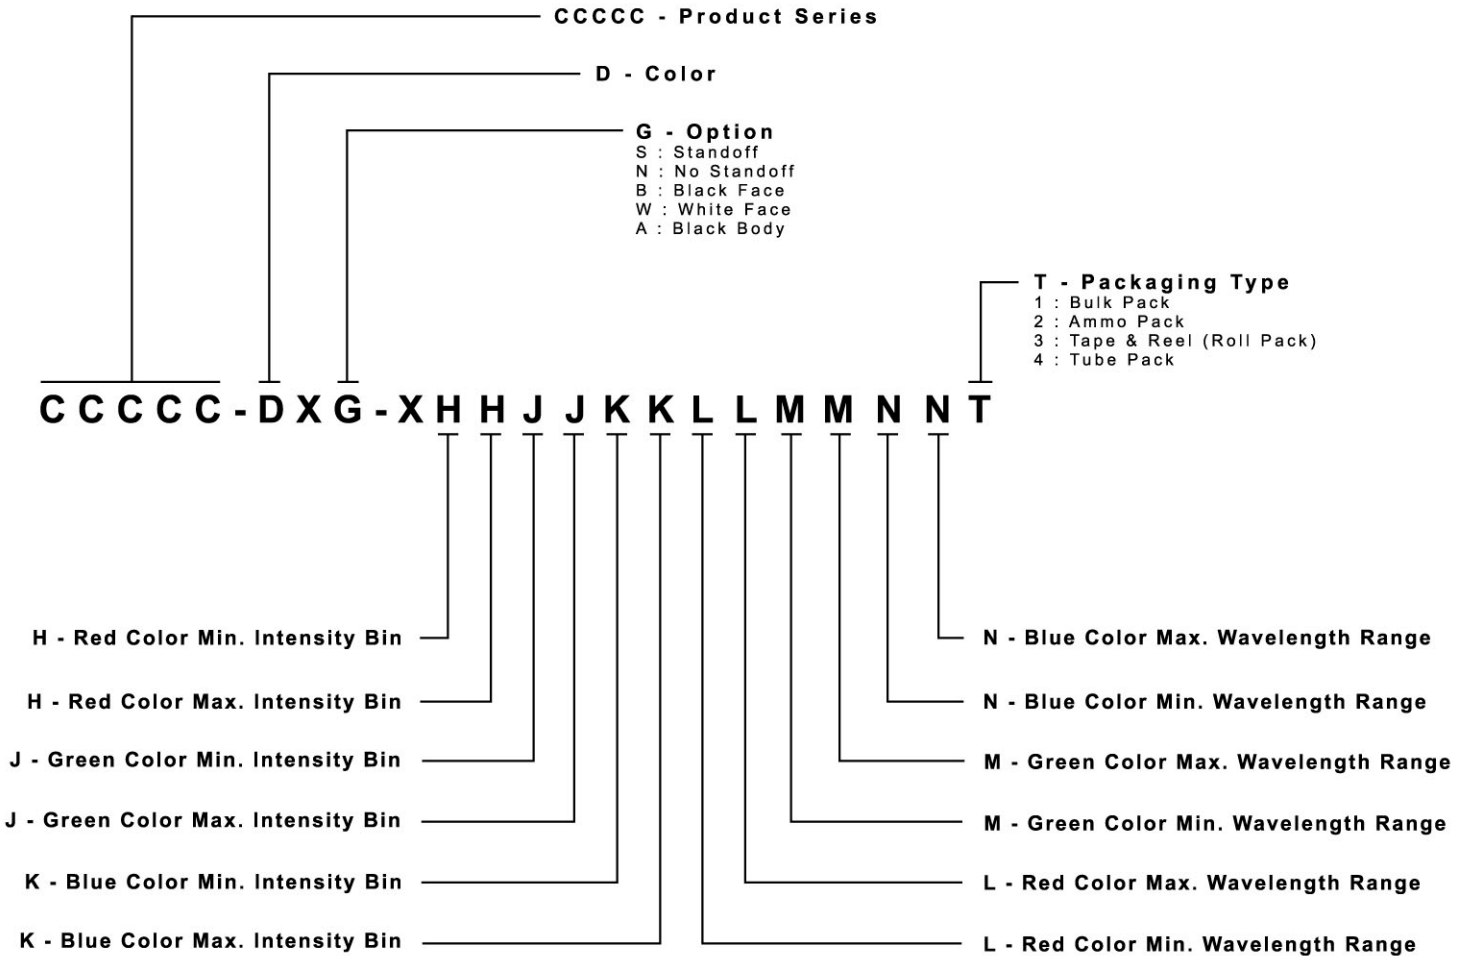 CCCCC - Product Series
D - Color
G - Option
S : Standoff
N : No Standoff
B : Black Face
W : White Face
A : Black Body
T - Packaging Type
1 : Bulk Pack
2 : Ammo Pack
3 : Tape & Reel (Roll Pack)
4 : Tube Pack
CCCCC-DXG-XHHJJKKLLMMNNT
H - Red Color Min. Intensity Bin
H - Red Color Max. Intensity Bin
J - Green Color Min. Intensity Bin
J - Green Color Max. Intensity Bin
K - Blue Color Min. Intensity Bin
K - Blue Color Max. Intensity Bin
N - Blue Color Max. Wavelength Range
N - Blue Color Min. Wavelength Range
M - Green Color Max. Wavelength Range
M - Green Color Min. Wavelength Range
L - Red Color Max. Wavelength Range
L - Red Color Min. Wavelength Range